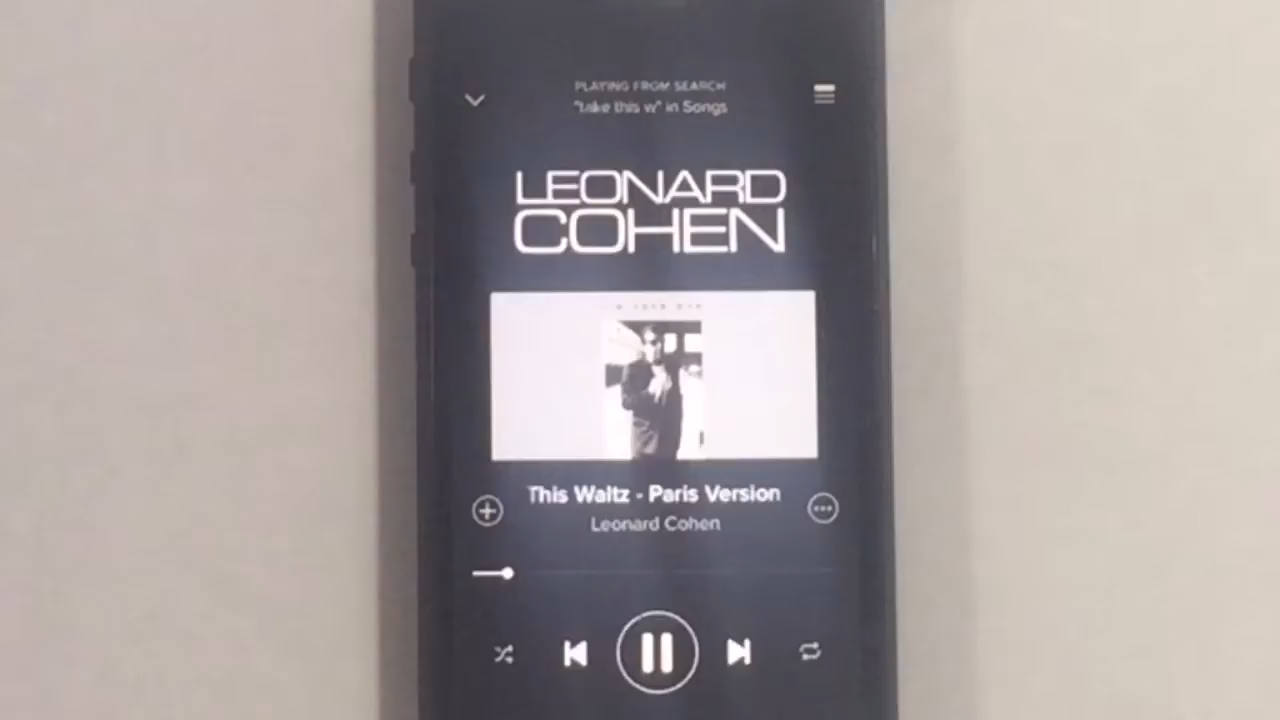 PLAYING FROM SEARCH
"take this w" in Songs
LEONARD
COHEN
This Waltz - Paris Version
Leonard Cohen